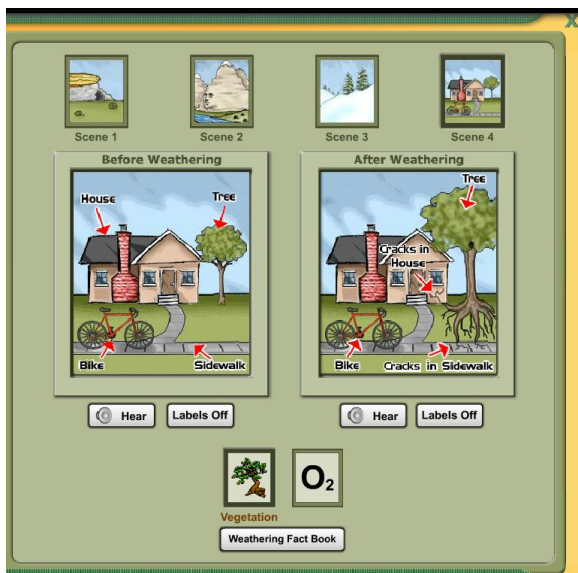 X
Scene 1
Scene 2
Scene 3
Scene 4
Before Weathering
House
Tree
Bike
Sidewalk
After Weathering
Tree
Cracks in
House
Bike
Cracks in Sidewalk
Hear
Labels Off
Hear
Labels Off
O₂
Vegetation
Weathering Fact Book